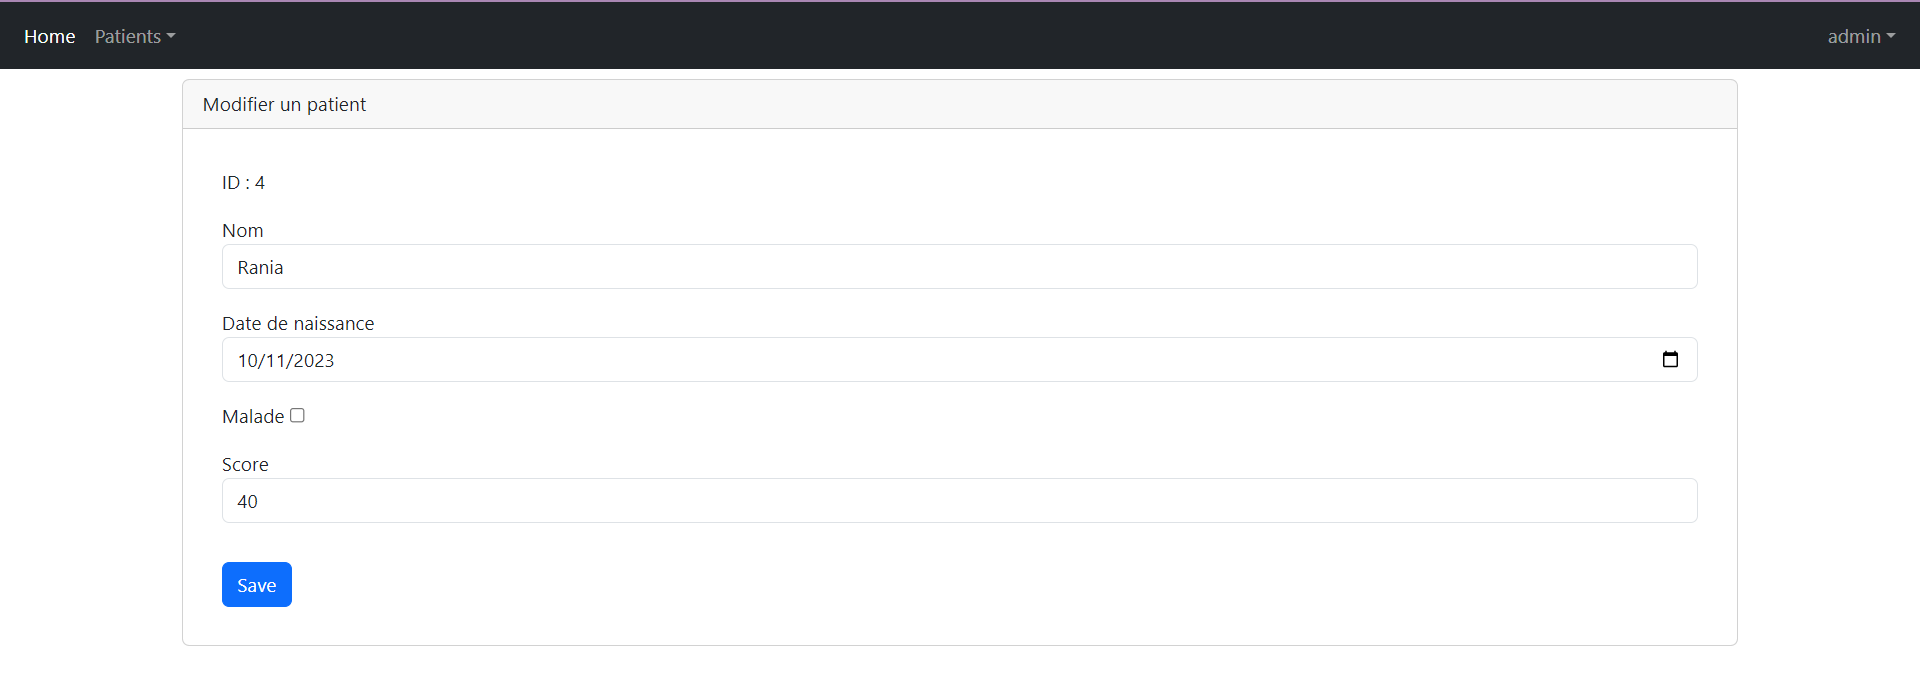 Home Patients admin
Modifier un patient
ID : 4
Nom
Rania
Date de naissance
10/11/2023
Malade
Score
40
Save